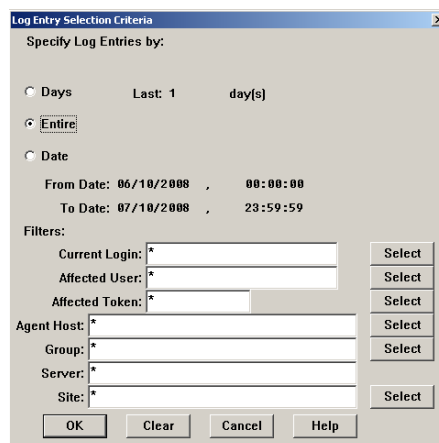 Log Entry Selection Criteria
Specify Log Entries by:
Days Last: 1 day(s)
Entire
Date
From Date: 06/10/2008 , 00:00:00
To Date: 07/10/2008 , 23:59:59
Filters:
Current Login: * Select
Affected User: * Select
Affected Token: * Select
Agent Host: * Select
Group: * Select
Server: *
Site: * Select
OK Clear Cancel Help